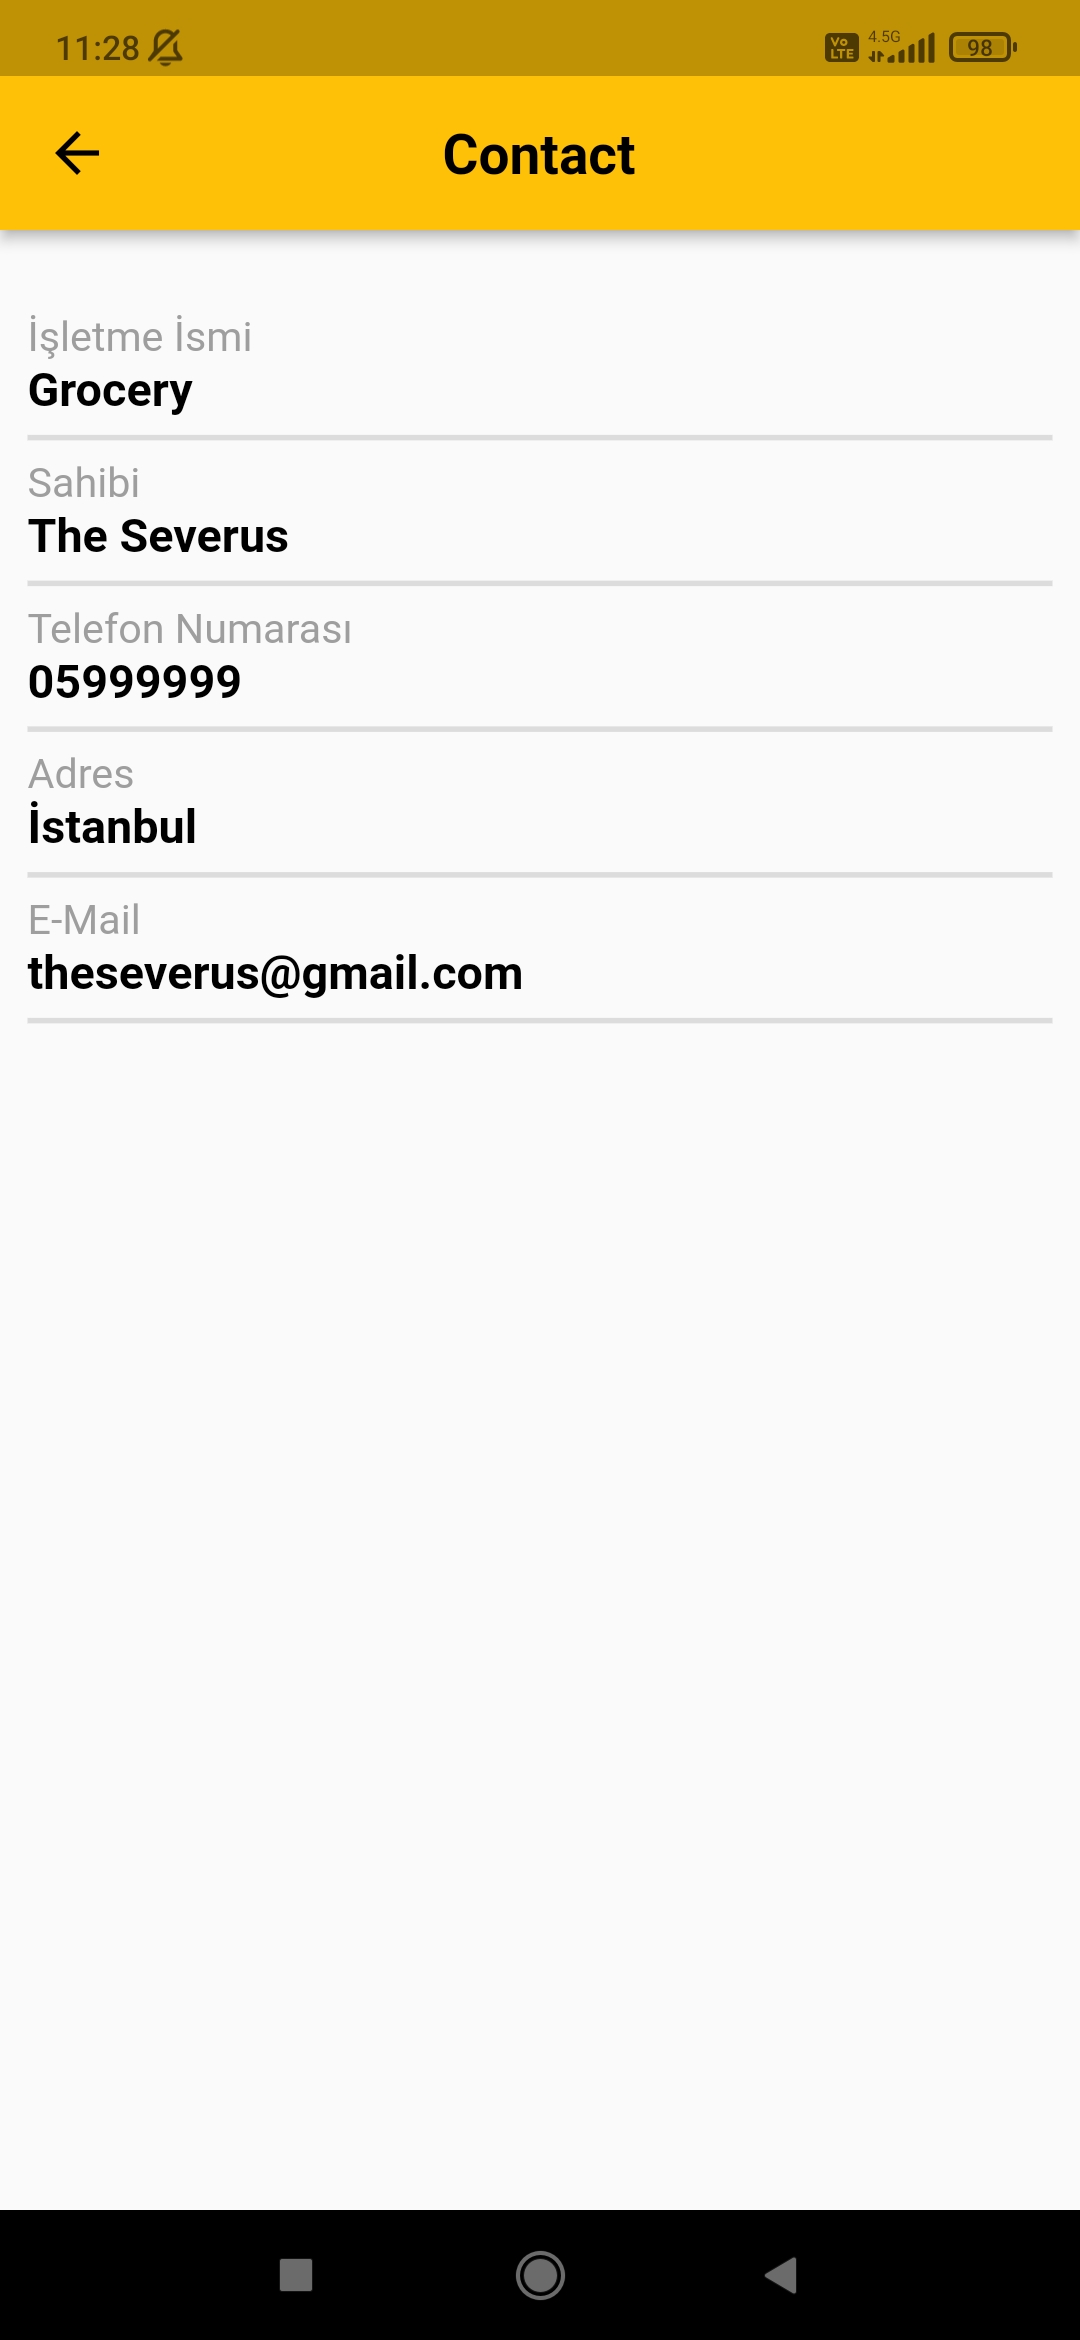 11:28
Vo LTE 4.5G 98
Contact
İşletme İsmi
Grocery
Sahibi
The Severus
Telefon Numarası
05999999
Adres
İstanbul
E-Mail
theseverus@gmail.com